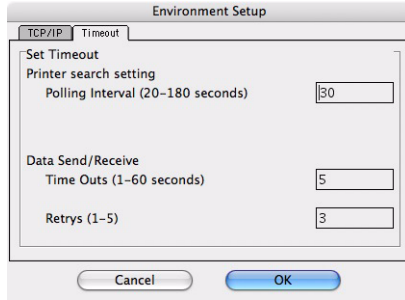 Environment Setup
TCP/IP Timeout
Set Timeout
Printer search setting
Polling Interval (20-180 seconds) 30
Data Send/Receive
Time Outs (1-60 seconds) 5
Retrys (1-5) 3
Cancel OK